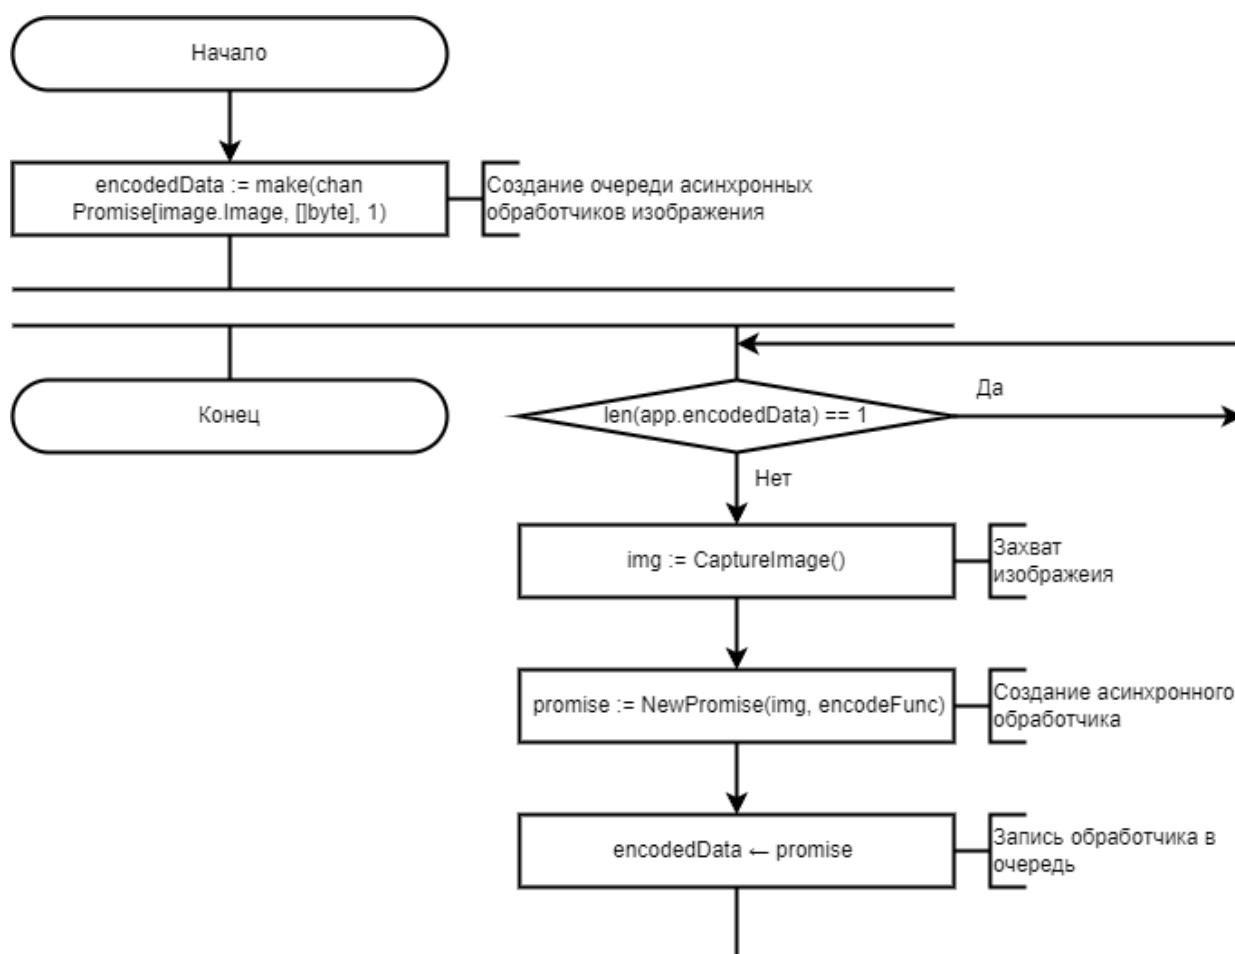 Начало
encodedData := make(chan
Promise[image.Image, []byte], 1)
Создание очереди асинхронных
обработчиков изображения
Конец
len(app.encodedData) == 1
Да
Нет
img := CaptureImage()
Захват
изображеия
promise := NewPromise(img, encodeFunc)
Создание асинхронного
обработчика
encodedData ← promise
Запись обработчика в
очередь